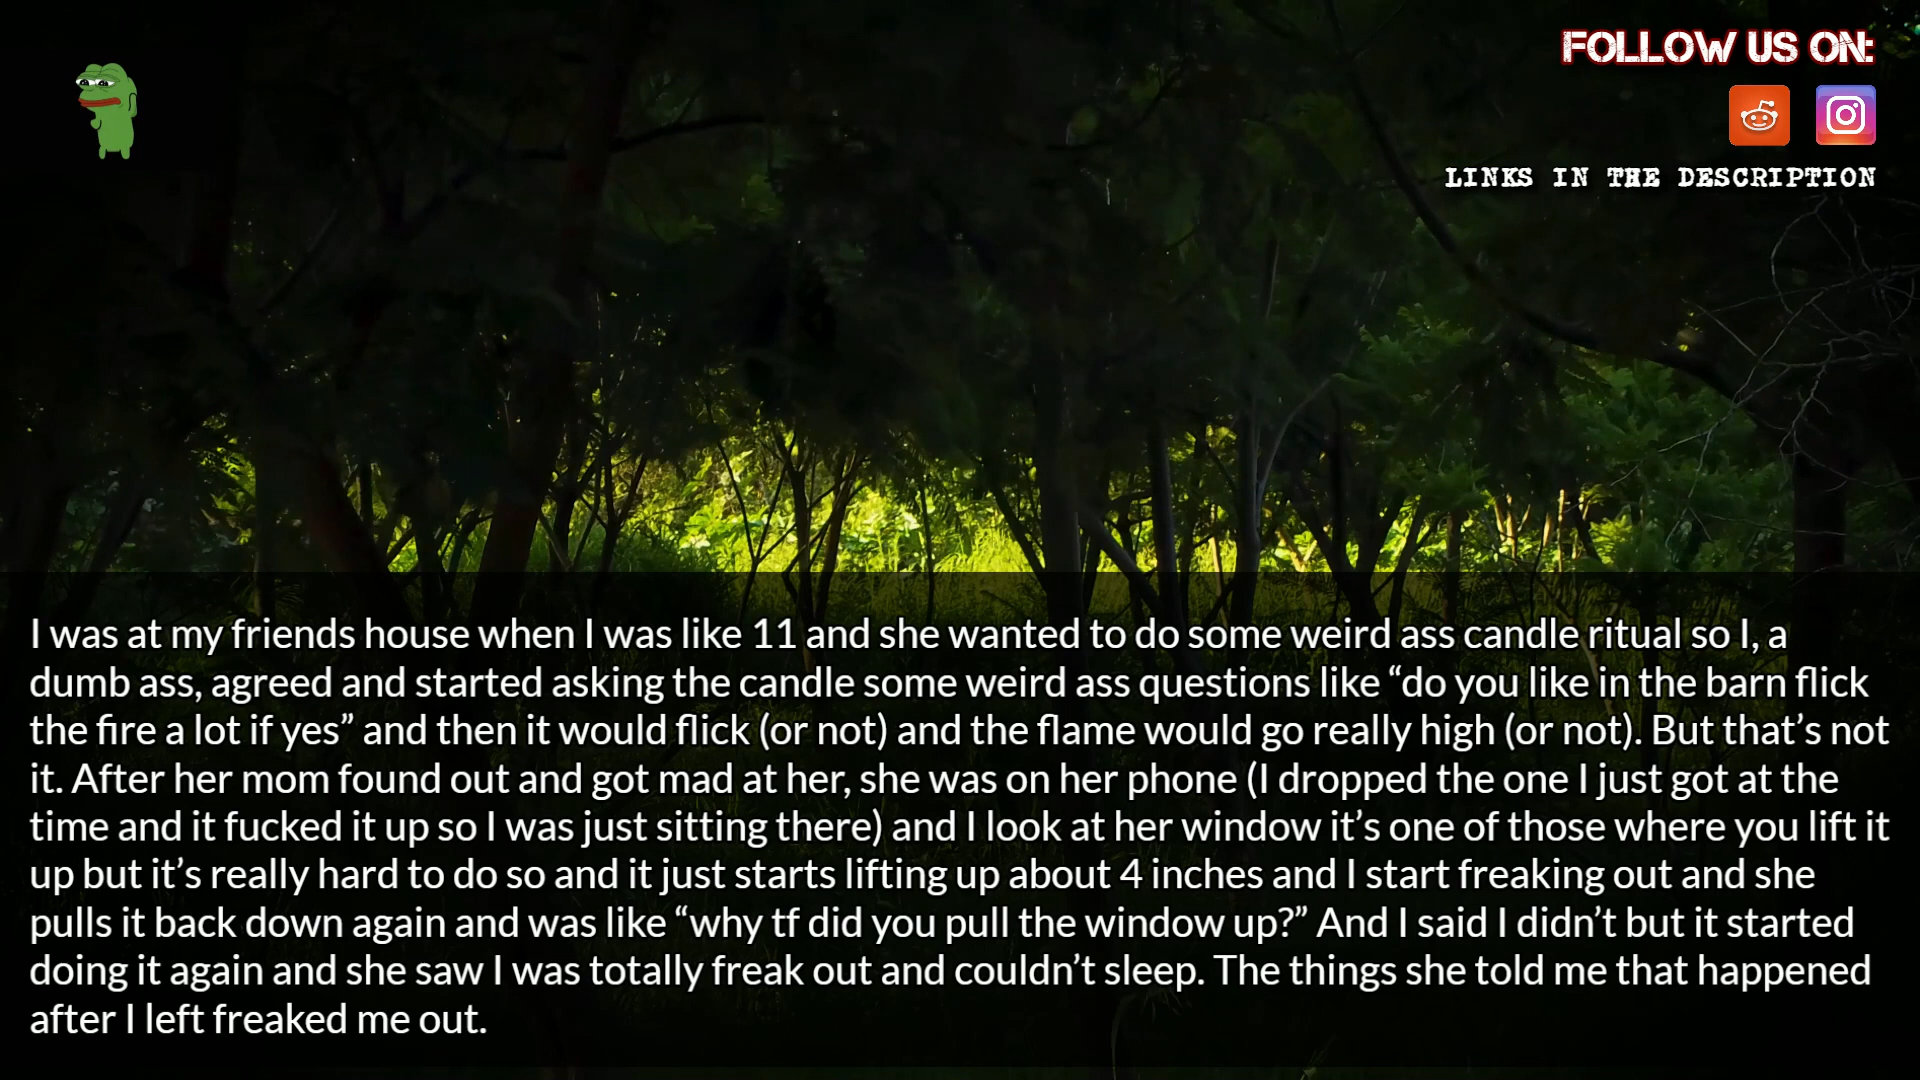 FOLLOW US ON:
LINKS IN THE DESCRIPTION
I was at my friends house when I was like 11 and she wanted to do some weird ass candle ritual so I, a
dumb ass, agreed and started asking the candle some weird ass questions like “do you like in the barn flick
the fire a lot if yes” and then it would flick (or not) and the flame would go really high (or not). But that’s not
it. After her mom found out and got mad at her, she was on her phone (I dropped the one I just got at the
time and it fucked it up so I was just sitting there) and I look at her window it’s one of those where you lift it
up but it’s really hard to do so and it just starts lifting up about 4 inches and I start freaking out and she
pulls it back down again and was like “why tf did you pull the window up?” And I said I didn’t but it started
doing it again and she saw I was totally freak out and couldn’t sleep. The things she told me that happened
after I left freaked me out.